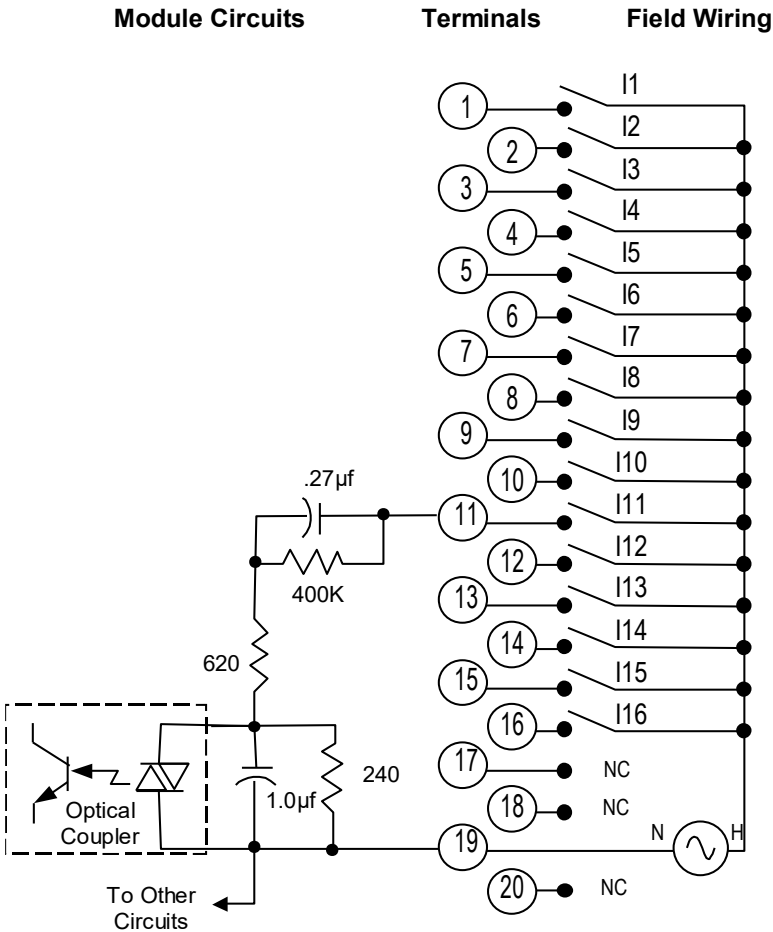 Module Circuits Terminals Field Wiring
1 I1
2 I2
3 I3
4 I4
5 I5
6 I6
7 I7
8 I8
9 I9
.27µf 10 I10
11 I11
400K 12 I12
13 I13
620 14 I14
15 I15
16 I16
17 NC
240
1.0µf 18 NC
Optical
Coupler
19 N H
To Other
Circuits
20 NC